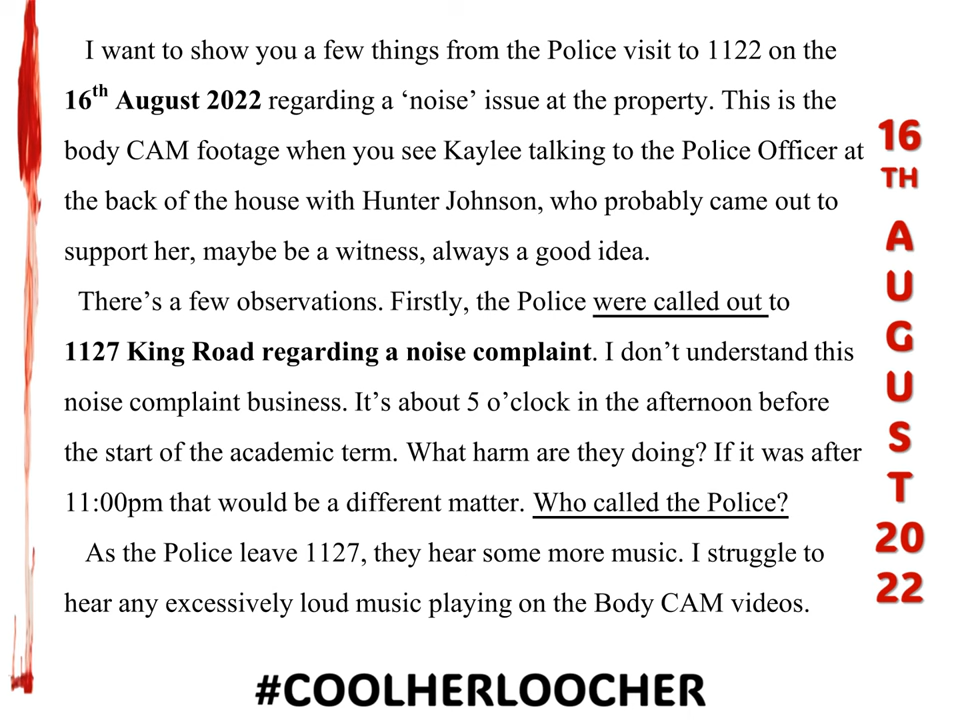 I want to show you a few things from the Police visit to 1122 on the
16th August 2022 regarding a ‘noise’ issue at the property. This is the
body CAM footage when you see Kaylee talking to the Police Officer at
the back of the house with Hunter Johnson, who probably came out to
support her, maybe be a witness, always a good idea.
There’s a few observations. Firstly, the Police were called out to
1127 King Road regarding a noise complaint. I don’t understand this
noise complaint business. It’s about 5 o’clock in the afternoon before
the start of the academic term. What harm are they doing? If it was after
11:00pm that would be a different matter. Who called the Police?
As the Police leave 1127, they hear some more music. I struggle to
hear any excessively loud music playing on the Body CAM videos.
16
TH
A
U
G
U
S
T
20
22
#COOLHERLOOCHER